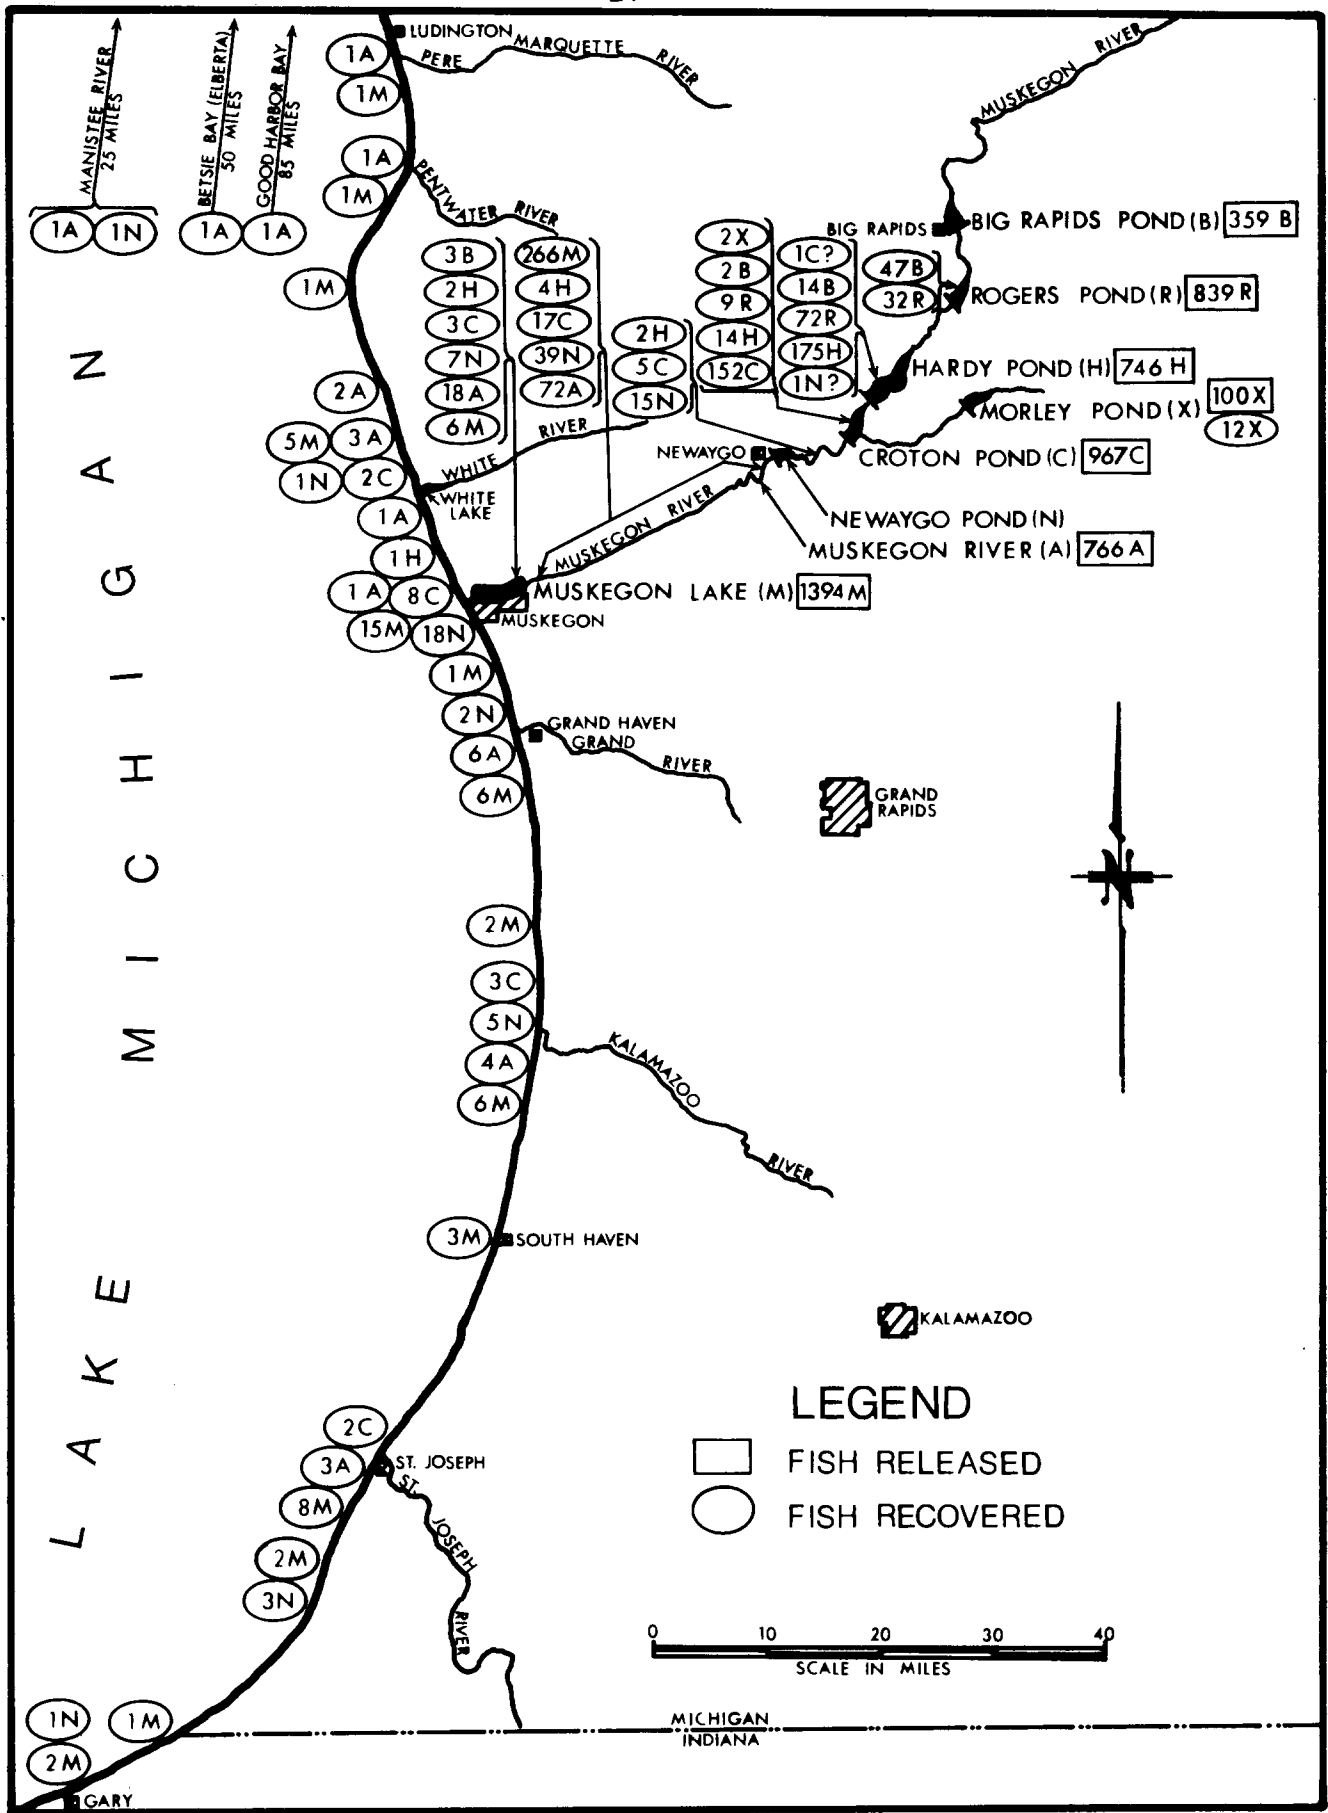 LUDINGTON
PERE MARQUETTE RIVER
MUSKEGON RIVER
MANISTEE RIVER
25 MILES
BETSIE BAY (ELBERTA)
50 MILES
GOOD HARBOR BAY
85 MILES
1A 1N
1A
1A
1A
1M
1A
1M
PENTWATER RIVER
1M
3B
2H
3C
7N
18A
6M
266M
4H
17C
39N
72A
2H
5C
15N
2X
2B
9R
14H
152C
1C?
14B
72R
175H
1N?
47B
32R
BIG RAPIDS
BIG RAPIDS POND (B) 359 B
ROGERS POND (R) 839 R
HARDY POND (H) 746 H
MORLEY POND (X) 100X
12X
CROTON POND (C) 967C
NEWAYGO
NEWAYGO POND (N)
MUSKEGON RIVER (A) 766 A
MUSKEGON LAKE (M) 1394 M
MUSKEGON
MUSKEGON RIVER
WHITE RIVER
WHITE
LAKE
2A
5M 3A
1N 2C
1A
1H
1A 8C
15M 18N
1M
2N
6A
6M
GRAND HAVEN
GRAND RIVER
GRAND
RAPIDS
N
2M
3C
5N
4A
6M
KALAMAZOO RIVER
3M
SOUTH HAVEN
KALAMAZOO
LAKE MICHIGAN
2C
3A
8M
2M
3N
ST. JOSEPH
ST. JOSEPH RIVER
LEGEND
FISH RELEASED
FISH RECOVERED
0 10 20 30 40
SCALE IN MILES
1N 1M
2M
MICHIGAN
INDIANA
GARY